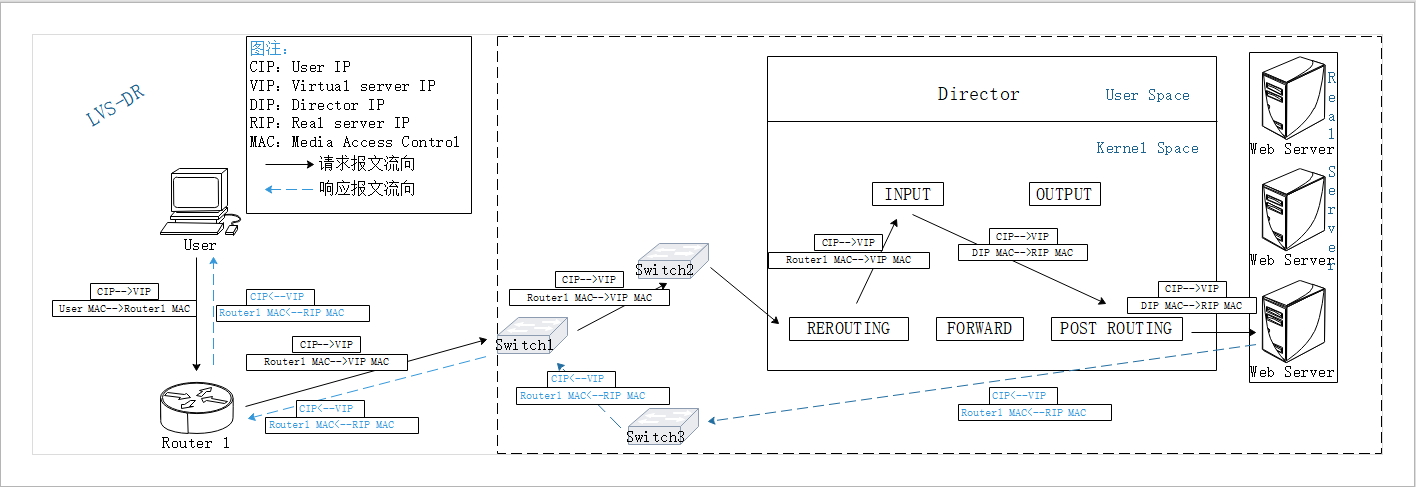 LVS-DR
图注:
CIP: User IP
VIP: Virtual server IP
DIP: Director IP
RIP: Real server IP
MAC: Media Access Control
请求报文流向
响应报文流向
User
CIP-->VIP
User MAC-->Router1 MAC
CIP<--VIP
Router1 MAC<--RIP MAC
Router 1
CIP-->VIP
Router1 MAC-->VIP MAC
CIP<--VIP
Router1 MAC<--RIP MAC
Switch1
CIP-->VIP
Router1 MAC-->VIP MAC
Switch2
CIP<--VIP
Router1 MAC<--RIP MAC
Switch3
Director
User Space
Kernel Space
INPUT
OUTPUT
CIP-->VIP
Router1 MAC-->VIP MAC
CIP-->VIP
DIP MAC-->RIP MAC
REROUTING
FORWARD
POST ROUTING
CIP-->VIP
DIP MAC-->RIP MAC
CIP<--VIP
Router1 MAC<--RIP MAC
Real Server
Web Server
Web Server
Web Server